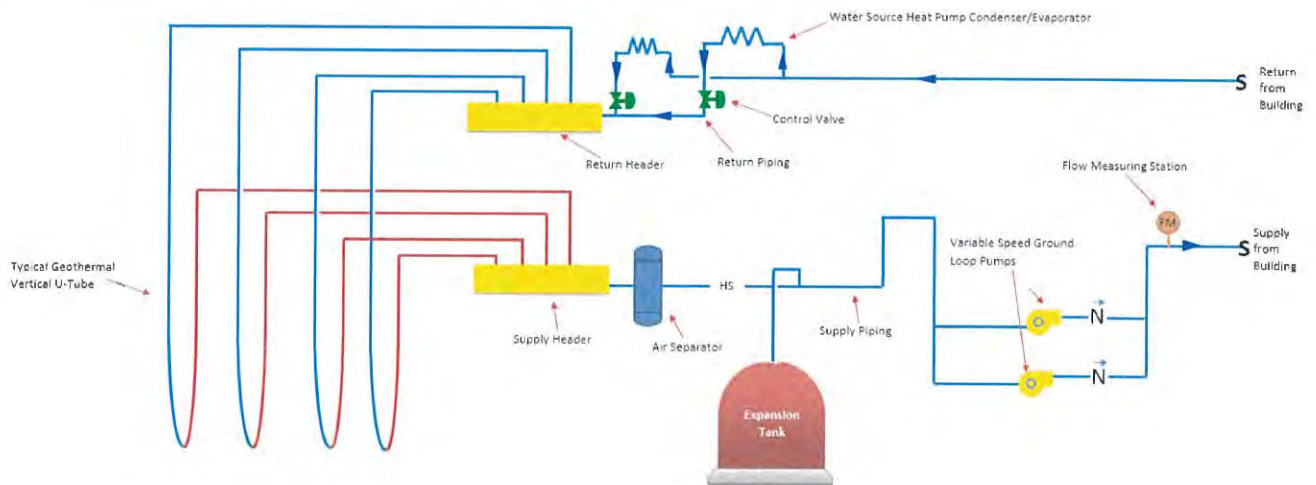 Water Source Heat Pump Condenser/Evaporator
S
Return
from
Building
Control Valve
Return Header
Return Piping
Flow Measuring Station
FM
S
Supply
from
Building
Variable Speed Ground
Loop Pumps
Typical Geothermal
Vertical U-Tube
HS
N
Supply Header
Air Separator
Supply Piping
N
Expansion
Tank